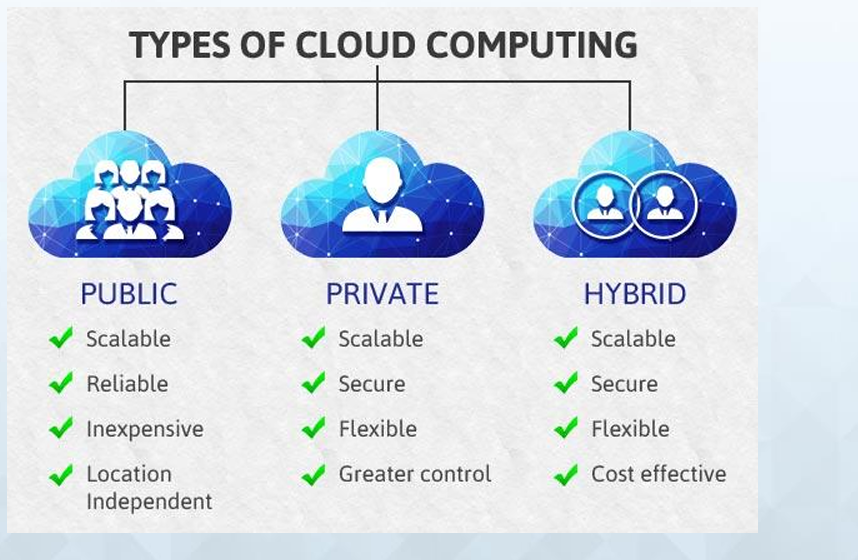 TYPES OF CLOUD COMPUTING
PUBLIC
Scalable
Reliable
Inexpensive
Location
Independent
PRIVATE
Scalable
Secure
Flexible
Greater control
HYBRID
Scalable
Secure
Flexible
Cost effective